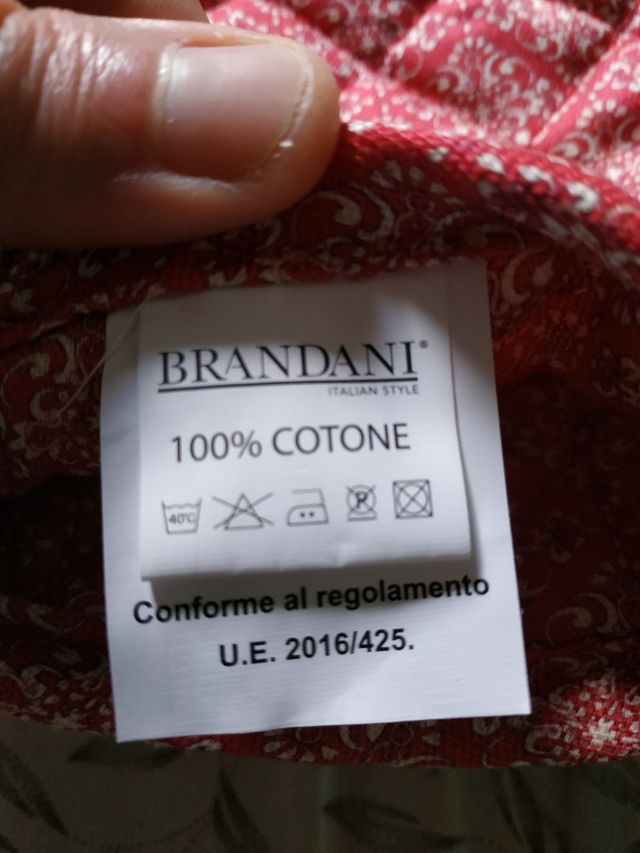 BRANDANI®
ITALIAN STYLE
100% COTONE
40°C P
Conforme al regolamento
U.E. 2016/425.